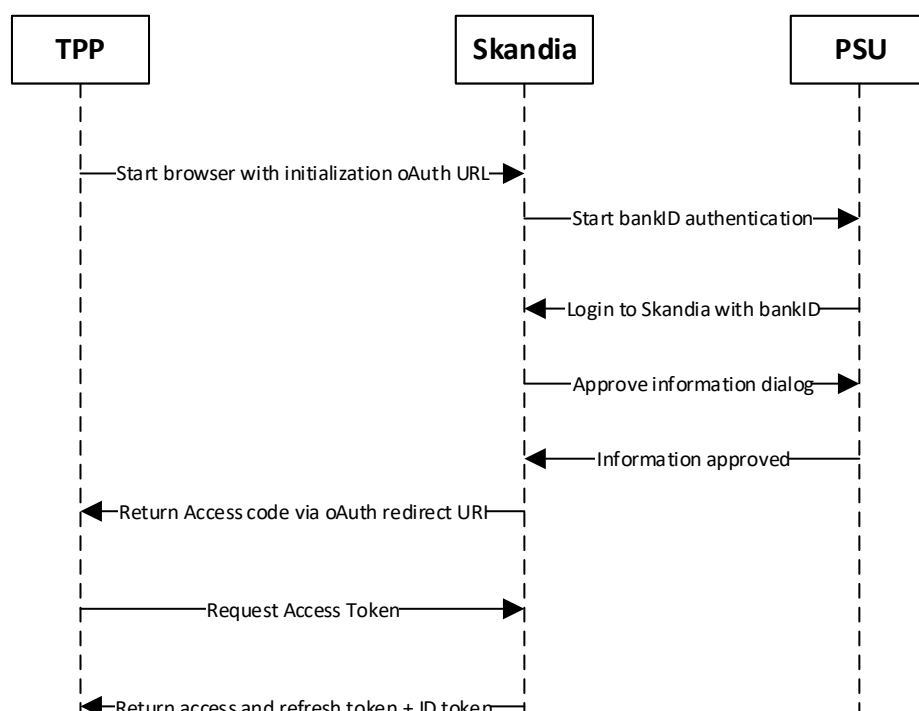 TPP
Skandia
PSU
Start browser with initialization oAuth URL
Start bankID authentication
Login to Skandia with bankID
Approve information dialog
Information approved
Return Access code via oAuth redirect URI
Request Access Token
Return access and refresh token + ID token